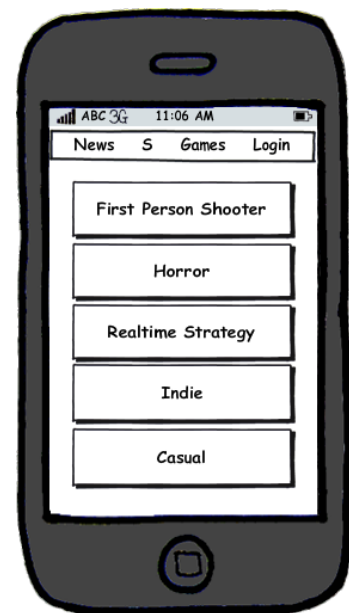 ABC 3G 11:06 AM
News S Games Login
First Person Shooter
Horror
Realtime Strategy
Indie
Casual